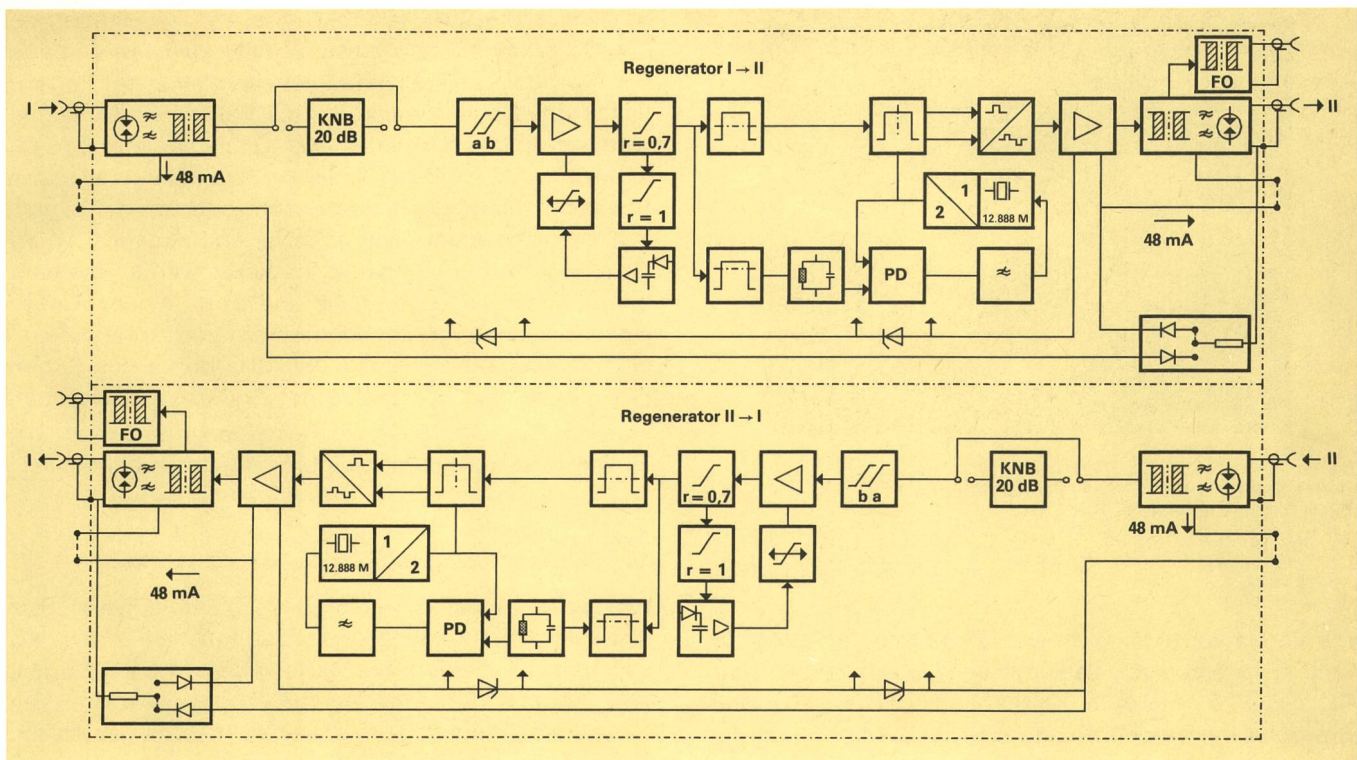 Regenerator I → II
FO
I
KNB
20 dB
a b
r = 0,7
II
48 mA
r = 1
1
2
12.888 M
48 mA
PD
Regenerator II → I
FO
I
r = 0,7
b a
KNB
20 dB
II
48 mA
12.888 M
1
2
r = 1
48 mA
PD